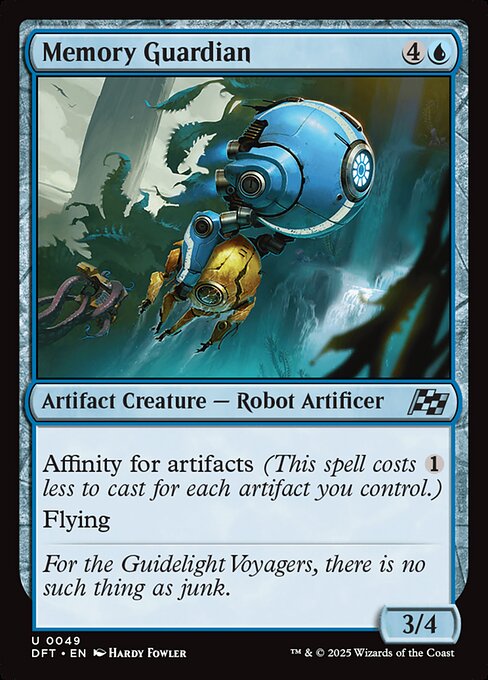 Memory Guardian 4
Artifact Creature — Robot Artificer
Affinity for artifacts (This spell costs 1
less to cast for each artifact you control.)
Flying
For the Guidelight Voyagers, there is no
such thing as junk.
3/4
U 0049
DFT • EN HARDY FOWLER
™ & © 2025 Wizards of the Coast